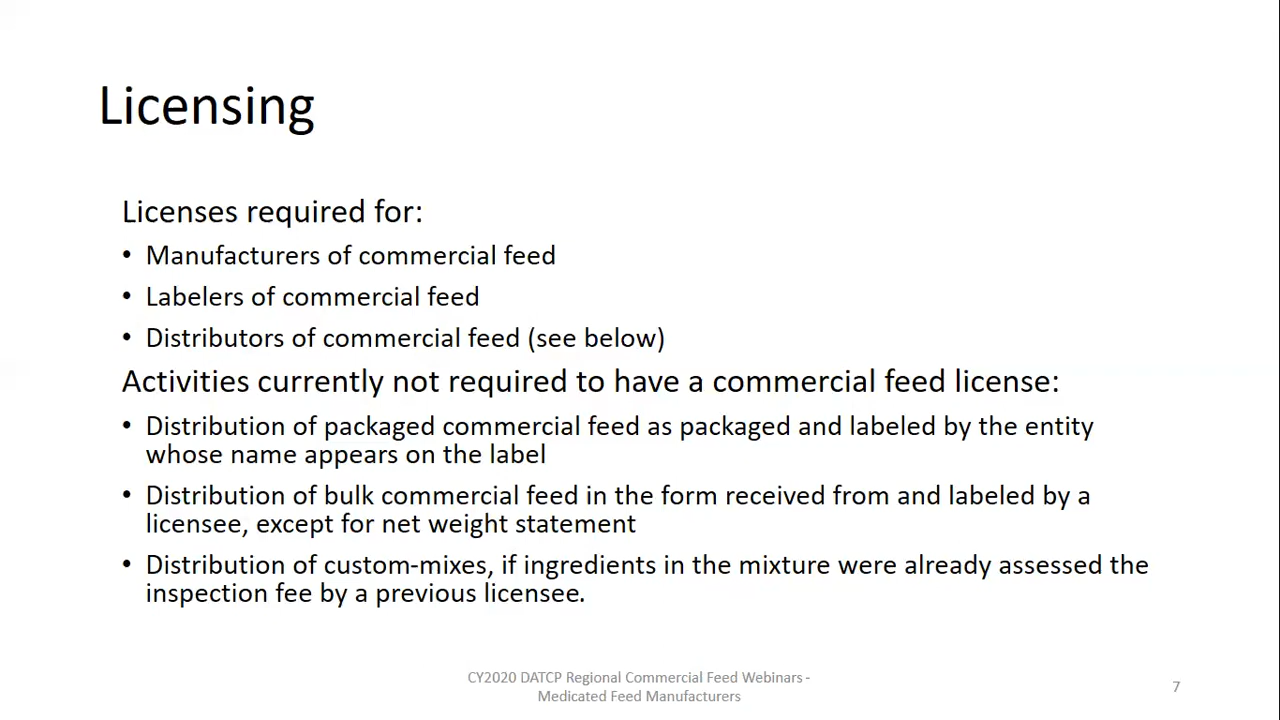 Licensing
Licenses required for:
• Manufacturers of commercial feed
• Labelers of commercial feed
• Distributors of commercial feed (see below)
Activities currently not required to have a commercial feed license:
• Distribution of packaged commercial feed as packaged and labeled by the entity
whose name appears on the label
• Distribution of bulk commercial feed in the form received from and labeled by a
licensee, except for net weight statement
• Distribution of custom-mixes, if ingredients in the mixture were already assessed the
inspection fee by a previous licensee.
CY2020 DATCP Regional Commercial Feed Webinars -
Medicated Feed Manufacturers
7